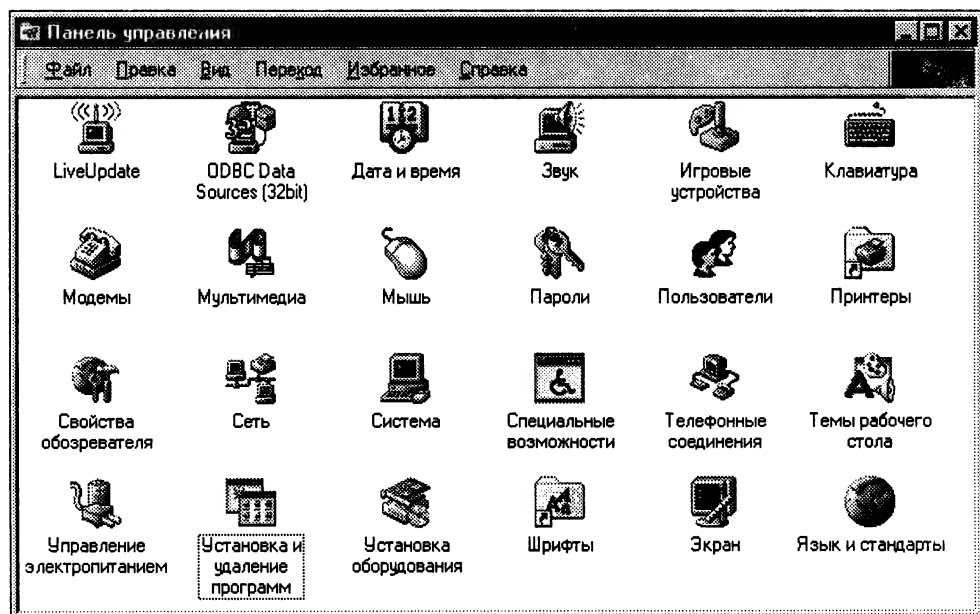 Панель управления
Файл Правка Вид Переход Избранное Справка
LiveUpdate
ODBC Data
Sources (32bit)
Дата и время
Звук
Игровые
устройства
Клавиатура
Модемы
Мультимедиа
Мышь
Пароли
Пользователи
Принтеры
Свойства
обозревателя
Сеть
Система
Специальные
возможности
Телефонные
соединения
Темы рабочего
стола
Управление
электропитанием
Установка и
удаление
программ
Установка
оборудования
Шрифты
Экран
Язык и стандарты